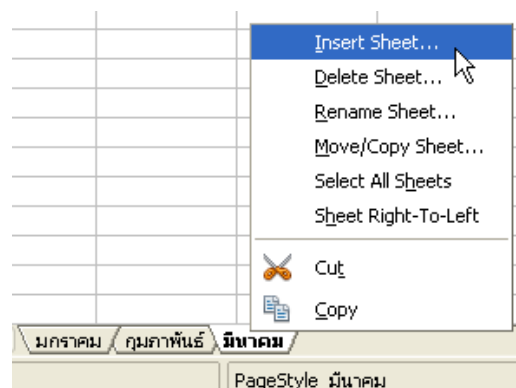 Insert Sheet...
Delete Sheet...
Rename Sheet...
Move/Copy Sheet...
Select All Sheets
Sheet Right-To-Left
Cut
Copy
มกราคม กุมภาพันธ์ มีนาคม
PageStyle_มีนาคม